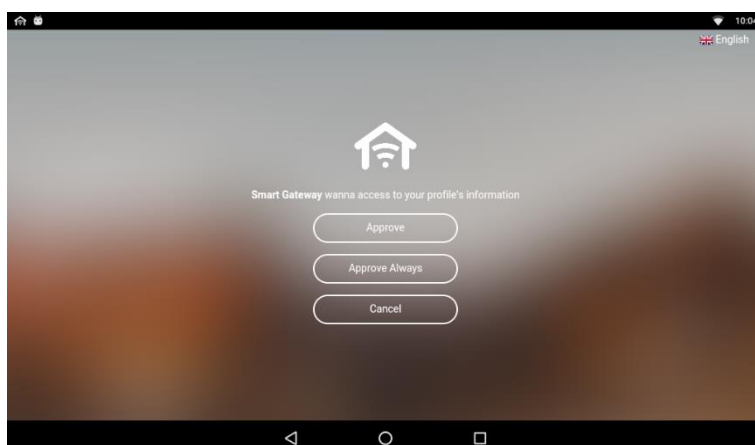 10:04
English
Smart Gateway wanna access to your profile's information
Approve
Approve Always
Cancel